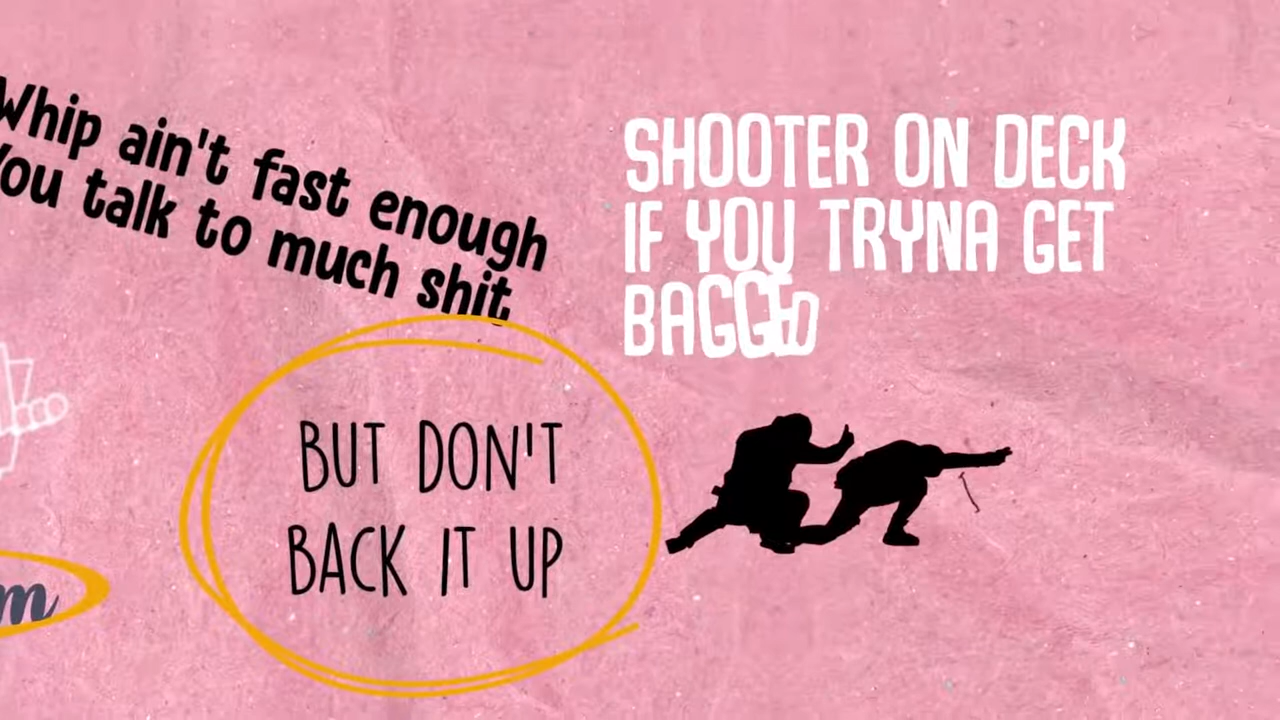 Whip ain't fast enough
You talk to much shit
SHOOTER ON DECK
IF YOU TRYNA GET
BAGGED
BUT DON'T
BACK IT UP
m